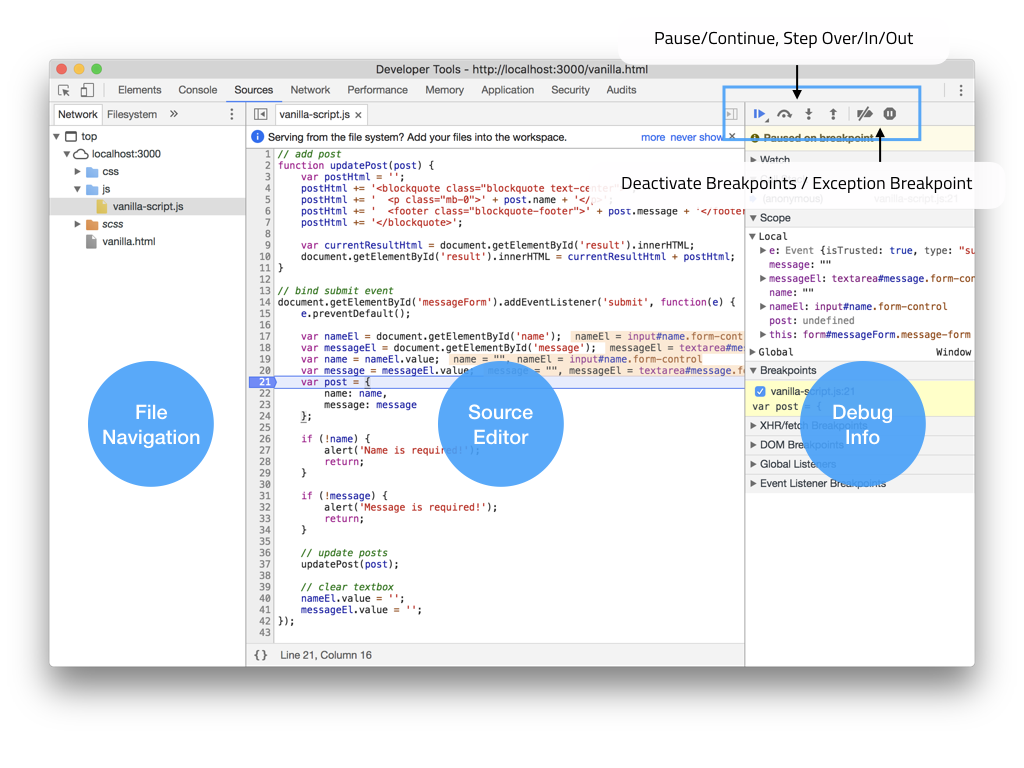 Pause/Continue, Step Over/In/Out
Developer Tools - http://localhost:3000/vanilla.html
Elements Console Sources Network Performance Memory Application Security Audits
Network Filesystem »
vanilla-script.js ×
Serving from the file system? Add your files into the workspace. more never show ×
Paused on breakpoint
Watch
Deactivate Breakpoints / Exception Breakpoint
(anonymous) vanilla-script.js:21
top
localhost:3000
css
js
vanilla-script.js
scss
vanilla.html
1 // add post
2 function updatePost(post) {
3 var postHtml = '';
4 postHtml += '<blockquote class="blockquote text-center"
5 postHtml += ' <p class="mb-0">' + post.name + '</
6 postHtml += ' <footer class="blockquote-footer">' + post.message + '</footer
7 postHtml += '</blockquote>';
8
9 var currentResultHtml = document.getElementById('result').innerHTML;
10 document.getElementById('result').innerHTML = currentResultHtml + postHtml;
11 }
12
13 // bind submit event
14 document.getElementById('messageForm').addEventListener('submit', function(e) {
15 e.preventDefault();
16
17 var nameEl = document.getElementById('name'); nameEl = input#name.form-cont
18 var messageEl = document.getElementById('message'); messageEl = textarea#mes
19 var name = nameEl.value; name = "", nameEl = input#name.form-control
20 var message = messageEl.value; message = "", messageEl = textarea#message.fo
21 var post = {
22 name: name,
23 message: message
24 };
25
26 if (!name) {
27 alert('Name is required!');
28 return;
29 }
30
31 if (!message) {
32 alert('Message is required!');
33 return;
34 }
35
36 // update posts
37 updatePost(post);
38
39 // clear textbox
40 nameEl.value = '';
41 messageEl.value = '';
42 });
43
{} Line 21, Column 16
Scope
Local
e: Event {isTrusted: true, type: "su
message: ""
messageEl: textarea#message.form-con
name: ""
nameEl: input#name.form-control
post: undefined
this: form#messageForm.message-form
Global Window
Breakpoints
vanilla-script.js:21
var post = {
XHR/fetch Breakpoints
DOM Breakpoints
Global Listeners
Event Listener Breakpoints
File
Navigation
Source
Editor
Debug
Info